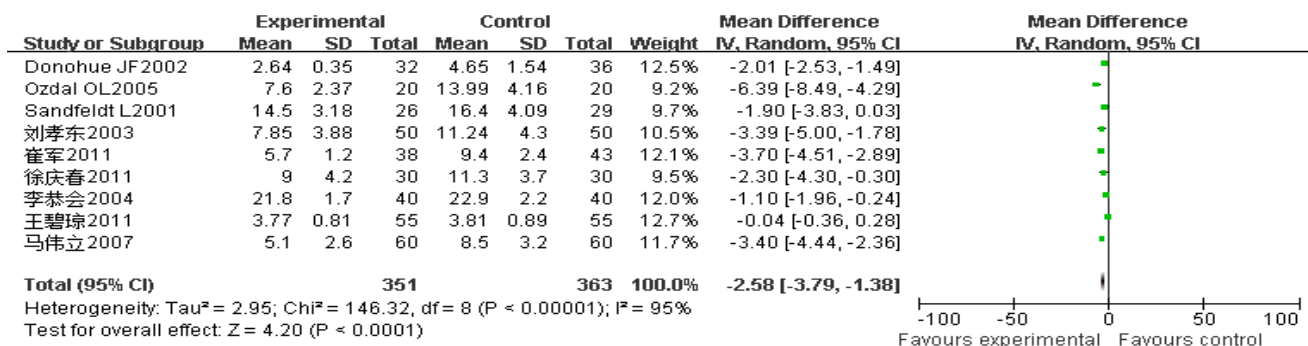 Experimental Control Mean Difference Mean Difference
Study or Subgroup Mean SD Total Mean SD Total Weight IV, Random, 95% CI IV, Random, 95% CI
Donohue JF2002 2.64 0.35 32 4.65 1.54 36 12.5% -2.01 [-2.53, -1.49]
Ozdal OL2005 7.6 2.37 20 13.99 4.16 20 9.2% -6.39 [-8.49, -4.29]
Sandfeldt L2001 14.5 3.18 26 16.4 4.09 29 9.7% -1.90 [-3.83, 0.03]
刘孝东2003 7.85 3.88 50 11.24 4.3 50 10.5% -3.39 [-5.00, -1.78]
崔军2011 5.7 1.2 38 9.4 2.4 43 12.1% -3.70 [-4.51, -2.89]
徐庆春2011 9 4.2 30 11.3 3.7 30 9.5% -2.30 [-4.30, -0.30]
李恭会2004 21.8 1.7 40 22.9 2.2 40 12.0% -1.10 [-1.96, -0.24]
王碧琼2011 3.77 0.81 55 3.81 0.89 55 12.7% -0.04 [-0.36, 0.28]
马伟立2007 5.1 2.6 60 8.5 3.2 60 11.7% -3.40 [-4.44, -2.36]
Total (95% CI) 351 363 100.0% -2.58 [-3.79, -1.38]
Heterogeneity: Tau² = 2.95; Chi² = 146.32, df = 8 (P < 0.00001); I² = 95%
Test for overall effect: Z = 4.20 (P < 0.0001)
-100 -50 0 50 100
Favours experimental Favours control